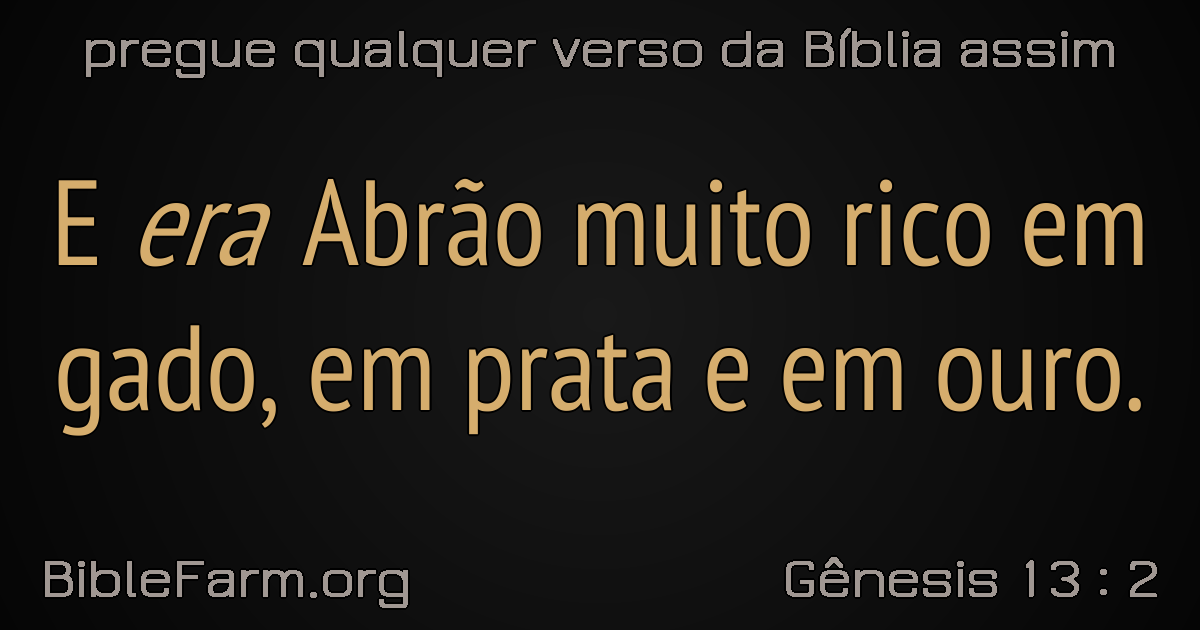 pregue qualquer verso da Bíblia assim
E era Abrão muito rico em
gado, em prata e em ouro.
BibleFarm.org
Gênesis 13 : 2